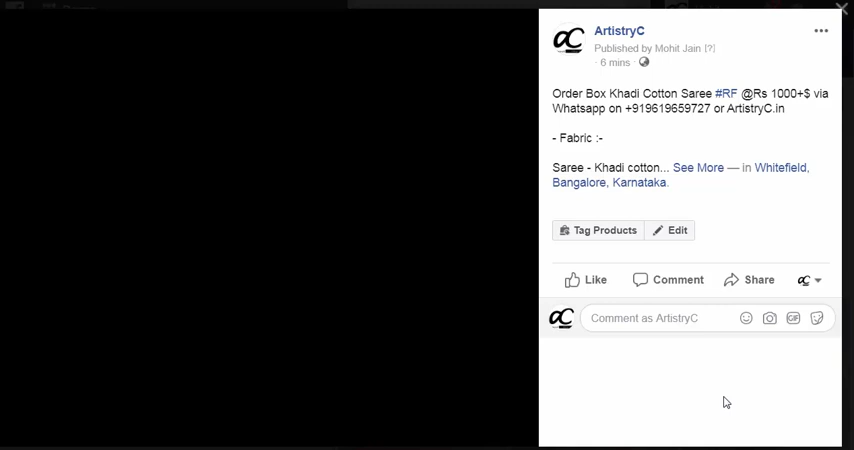 ArtistryC
Published by Mohit Jain [?]
· 6 mins ·
Order Box Khadi Cotton Saree #RF @Rs 1000+$ via
Whatsapp on +919619659727 or ArtistryC.in
- Fabric :-
Saree - Khadi cotton... See More — in Whitefield,
Bangalore, Karnataka.
Tag Products Edit
Like Comment Share
Comment as ArtistryC GIF